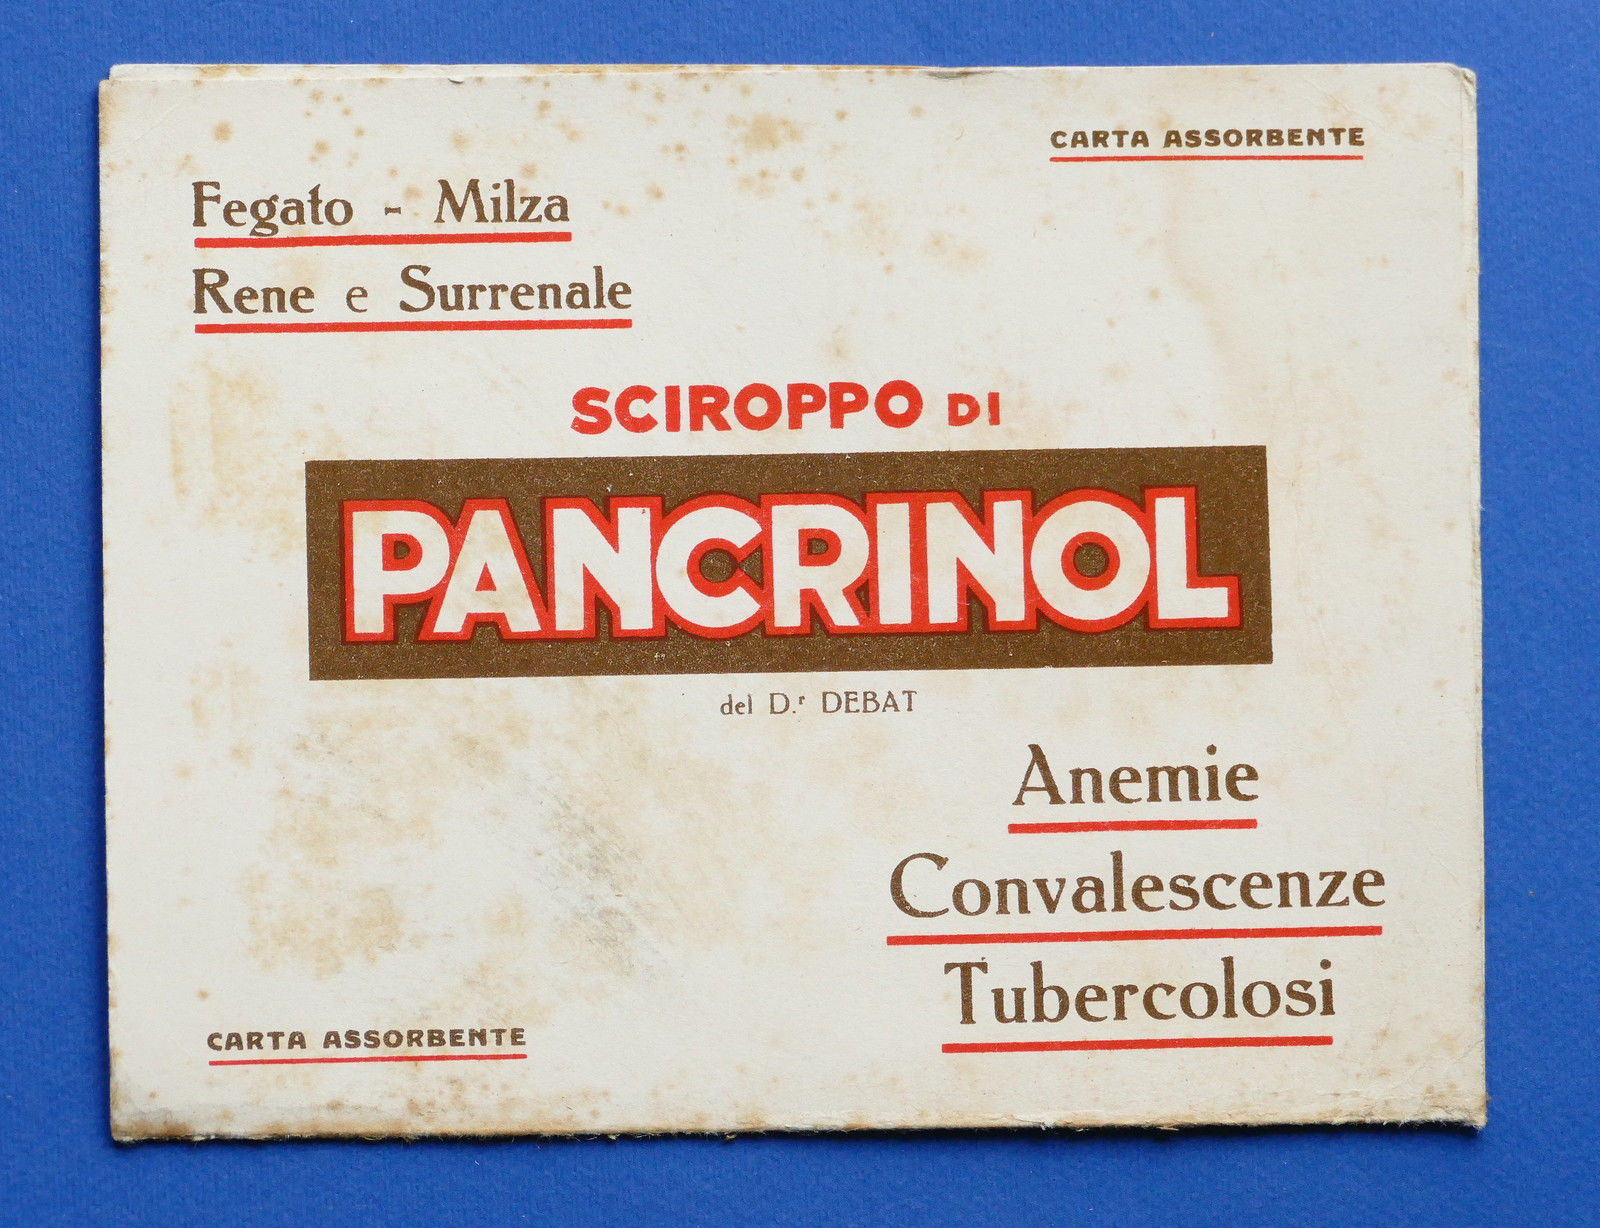 CARTA ASSORBENTE
Fegato - Milza
Rene e Surrenale
SCIROPPO DI
PANCRINOL
del D.r DEBAT
Anemie
Convalescenze
Tubercolosi
CARTA ASSORBENTE